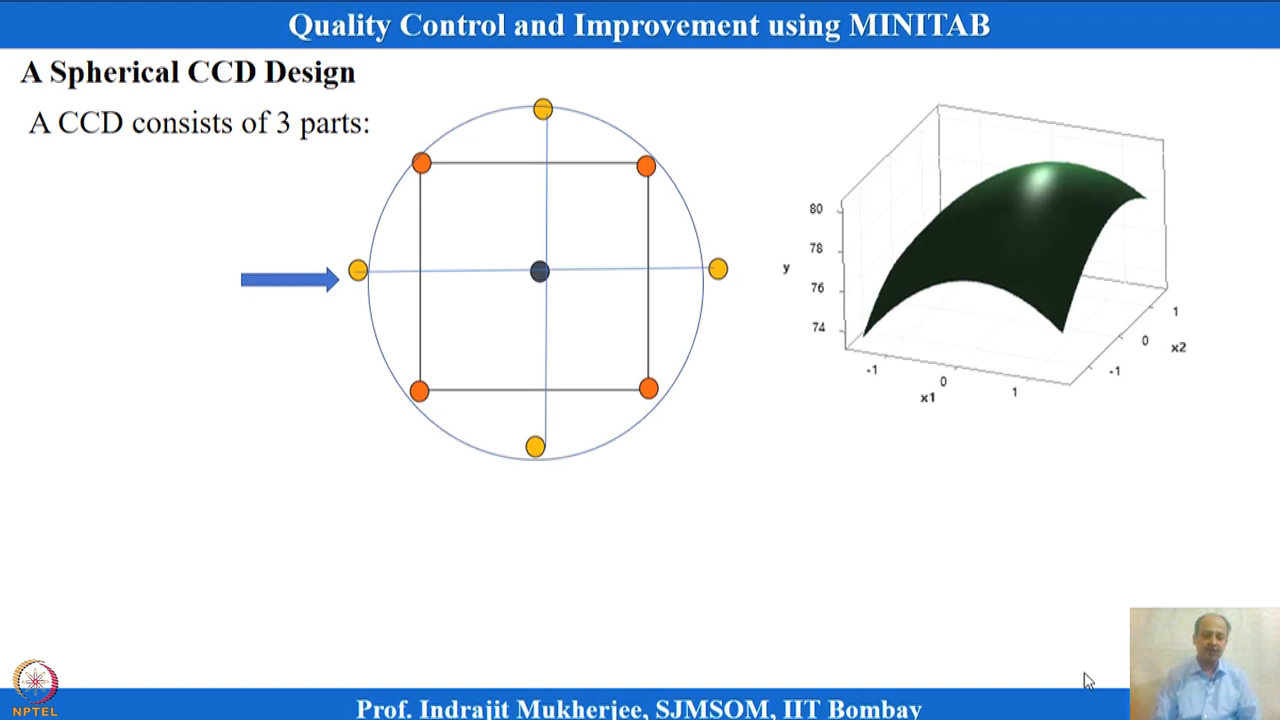 Quality Control and Improvement using MINITAB
A Spherical CCD Design
A CCD consists of 3 parts:
80
78
y
76
74
-1
0
1
x1
-1
0
1
x2
NPTEL
Prof. Indrajit Mukherjee, SJMSOM, IIT Bombay